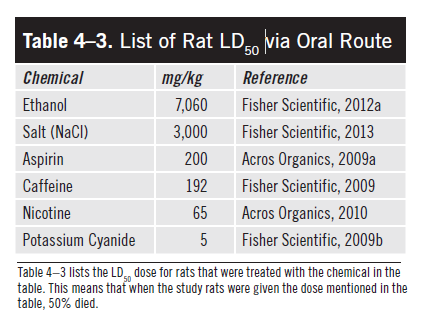 Table 4–3. List of Rat LD50 via Oral Route
Chemical mg/kg Reference
Ethanol 7,060 Fisher Scientific, 2012a
Salt (NaCl) 3,000 Fisher Scientific, 2013
Aspirin 200 Acros Organics, 2009a
Caffeine 192 Fisher Scientific, 2009
Nicotine 65 Acros Organics, 2010
Potassium Cyanide 5 Fisher Scientific, 2009b
Table 4–3 lists the LD50 dose for rats that were treated with the chemical in the
table. This means that when the study rats were given the dose mentioned in the
table, 50% died.